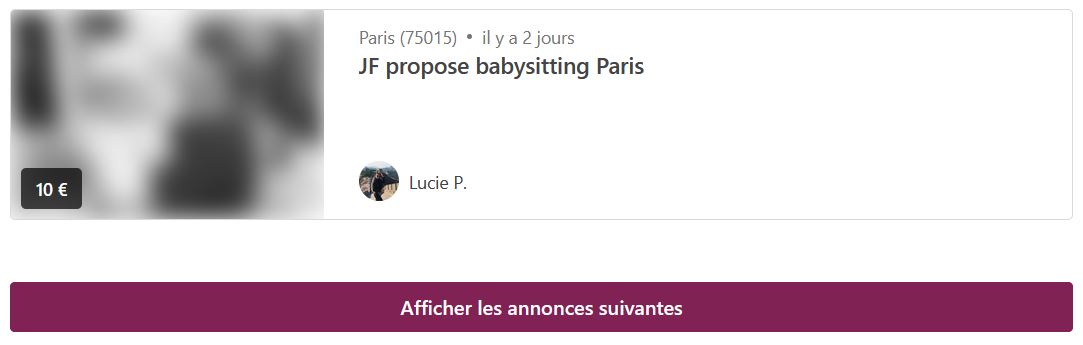 Paris (75015) • il y a 2 jours
JF propose babysitting Paris
10 €
Lucie P.
Afficher les annonces suivantes